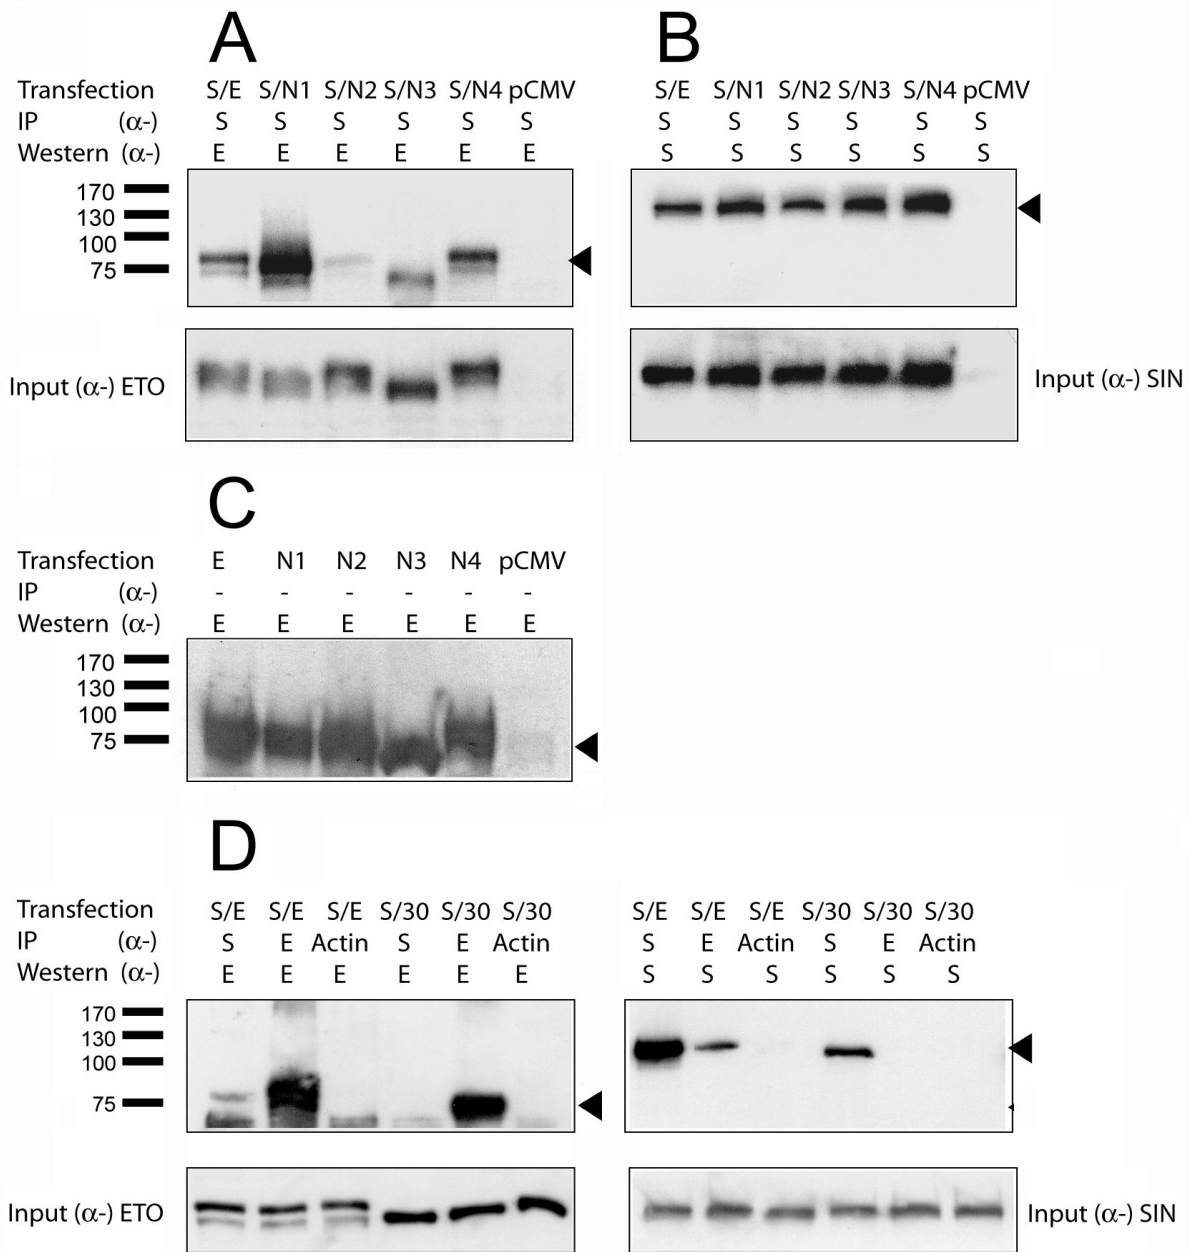 A
Transfection S/E S/N1 S/N2 S/N3 S/N4 pCMV
IP (α-) S S S S S S
Western (α-) E E E E E E
170
130
100
75
Input (α-) ETO
B
S/E S/N1 S/N2 S/N3 S/N4 pCMV
S S S S S S
S S S S S S
Input (α-) SIN
C
Transfection E N1 N2 N3 N4 pCMV
IP (α-) - - - - - -
Western (α-) E E E E E E
170
130
100
75
D
Transfection S/E S/E S/E S/30 S/30 S/30
IP (α-) S E Actin S E Actin
Western (α-) E E E E E E
170
130
100
75
Input (α-) ETO
S/E S/E S/E S/30 S/30 S/30
S E Actin S E Actin
S S S S S S
Input (α-) SIN